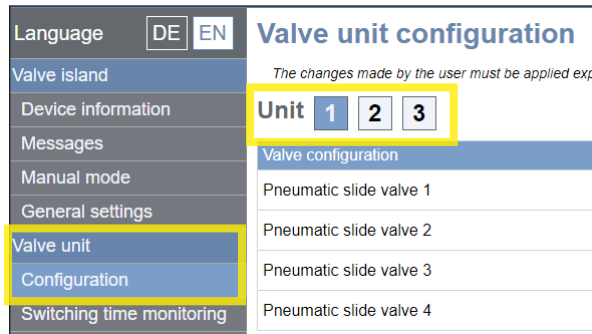 Language DE EN
Valve island
Device information
Messages
Manual mode
General settings
Valve unit
Configuration
Switching time monitoring
Valve unit configuration
The changes made by the user must be applied exp
Unit 1 2 3
Valve configuration
Pneumatic slide valve 1
Pneumatic slide valve 2
Pneumatic slide valve 3
Pneumatic slide valve 4